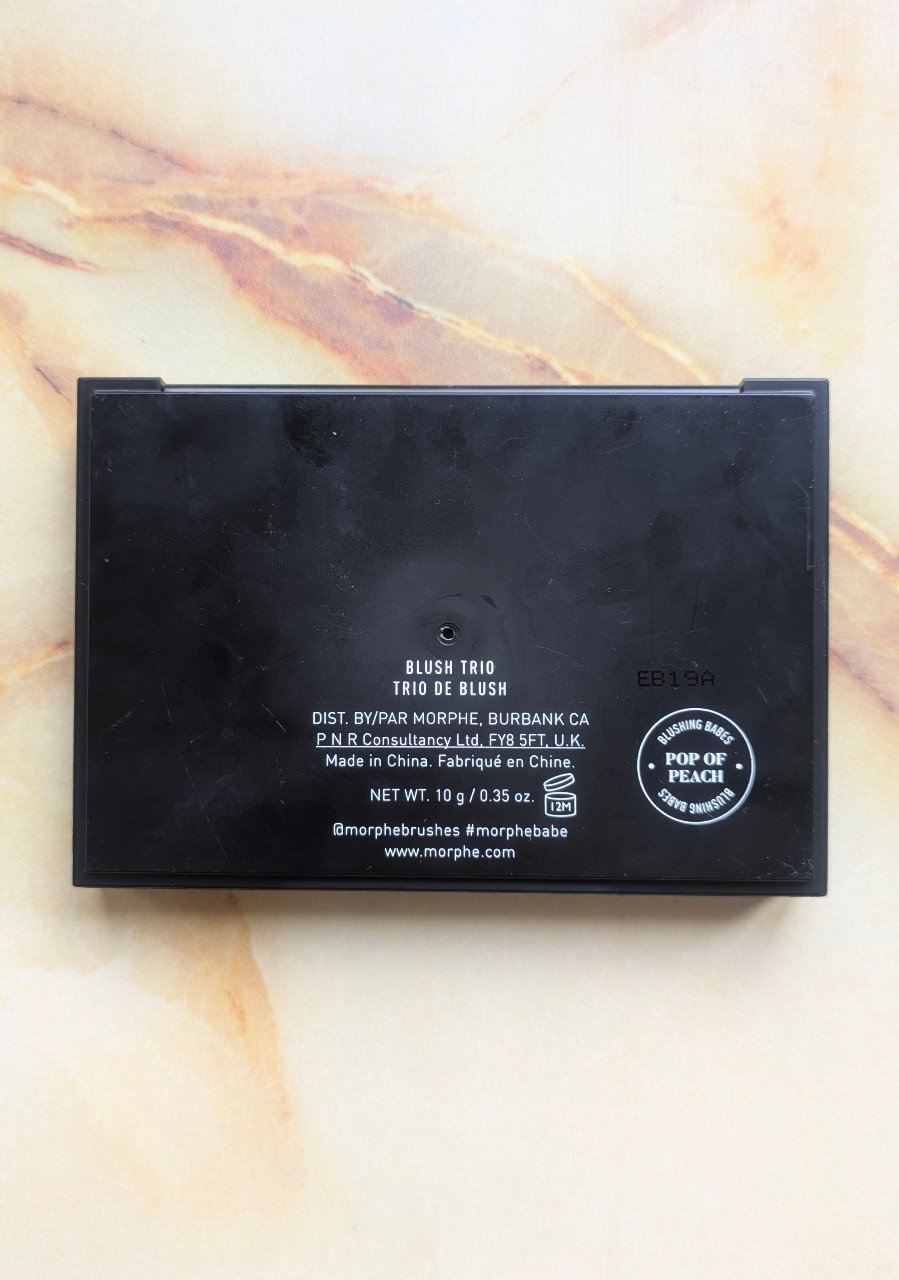 BLUSH TRIO
TRIO DE BLUSH
DIST. BY/PAR MORPHE, BURBANK CA
P N R Consultancy Ltd, FY8 5FT, U.K.
Made in China. Fabriqué en Chine.
NET WT. 10 g / 0.35 oz.
12M
@morphebrushes #morphebabe
www.morphe.com
EB19A
BLUSHING BABES
POP OF
PEACH
BLUSHING BABES